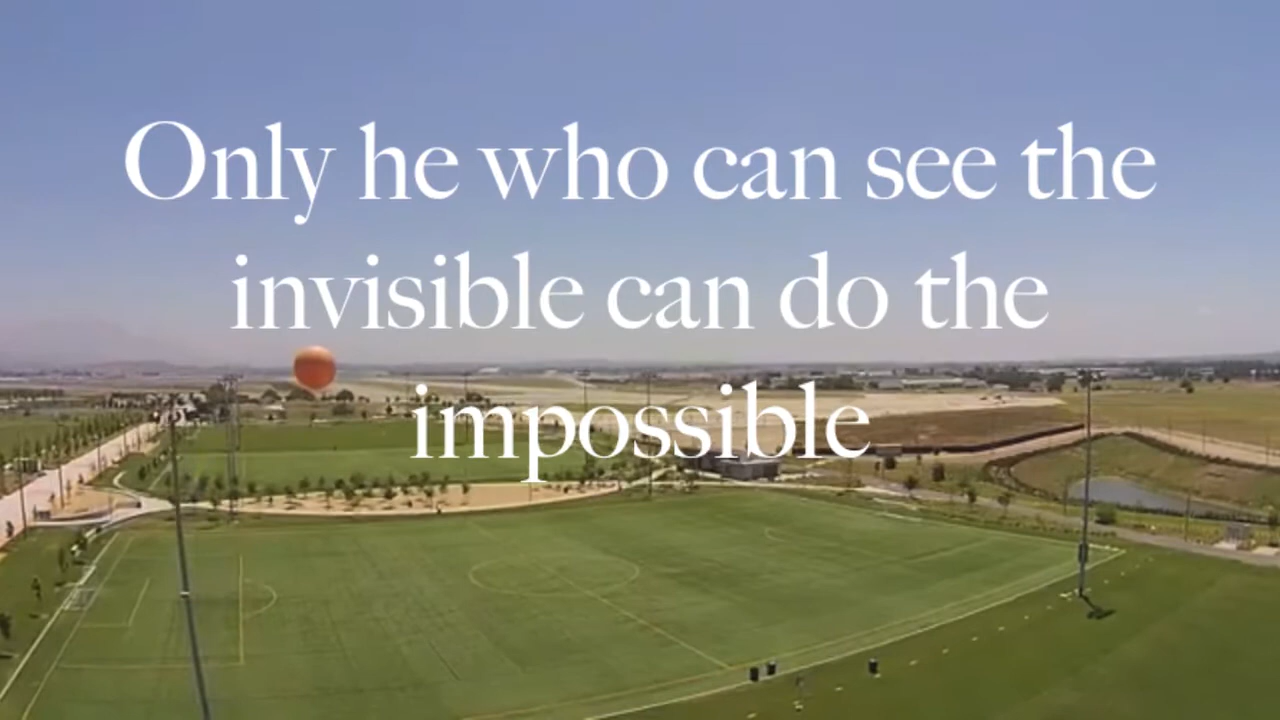 Only he who can see the
invisible can do the
impossible